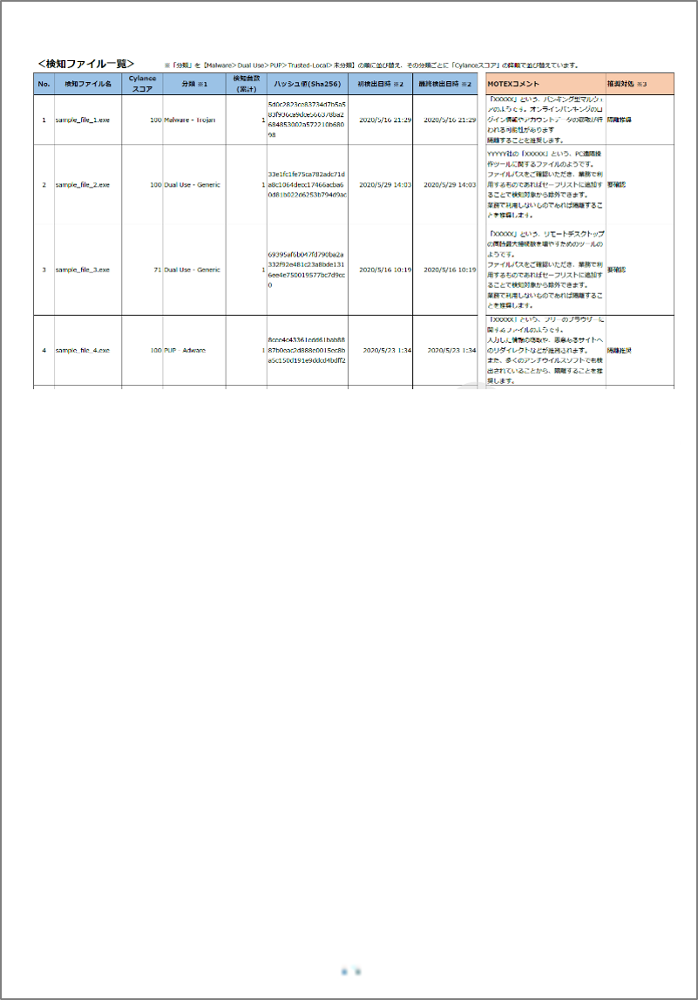 ＜検知ファイル一覧＞
※「分類」を【Malware＞Dual Use＞PUP＞Trusted-Local＞未分類】の順に並び替え、その分類ごとに「Cylanceスコア」の降順で並び替えています。
No. 検知ファイル名 Cylance スコア 分類 ※1 検知台数 (累計) ハッシュ値(Sha256) 初検出日時 ※2 最終検出日時 ※2 MOTEXコメント 推奨対処 ※3
1 sample_file_1.exe 100 Malware - Trojan 1
5d0c2823ce83734d7b5a5
83f936ca9dce566378ba2
684853002a572210b680
98
2020/5/16 21:29 2020/5/16 21:29
「XXXXX」という、バンキング型マルウェ
アのようです。オンラインバンキングのロ
グイン情報やアカウントデータの窃取が行
われる可能性があります
隔離することを推奨します。
隔離推奨
2 sample_file_2.exe 100 Dual Use - Generic 1
33e1fc1fe75ca782adc71d
a8c1064decc17466acba6
0d81b022d6253b794d9ac
2020/5/29 14:03 2020/5/29 14:03
YYYYY社の「XXXXX」という、PC遠隔操
作ツールに関するファイルのようです。
ファイルパスをご確認いただき、業務で利
用するものであればセーフリストに追加す
ることで検知対象から除外できます。
業務で利用しないものであれば隔離するこ
とを推奨します。
要確認
3 sample_file_3.exe 71 Dual Use - Generic 1
69395af6b047fd790ba2a
332f92e481c23a8bde131
6ee4e750019577bc7d9cc
0
2020/5/16 10:19 2020/5/16 10:19
「XXXXX」という、リモートデスクトップ
の同時最大接続数を増やすためのツールの
ようです。
ファイルパスをご確認いただき、業務で利
用するものであればセーフリストに追加す
ることで検知対象から除外できます。
業務で利用しないものであれば隔離するこ
とを推奨します。
要確認
4 sample_file_4.exe 100 PUP - Adware 1
8cee4c43361edd61bab88
87b0eac2d888e0015ec8b
a5c150d191e9ddcd4bdff2
2020/5/23 1:34 2020/5/23 1:34
「XXXXX」という、フリーのブラウザーに
関するファイルのようです。
入力した情報の窃取や、悪意あるサイトへ
のリダイレクトなどが推測されます。
また、多くのアンチウイルスソフトでも検
出されていることから、隔離することを推
奨します。
隔離推奨